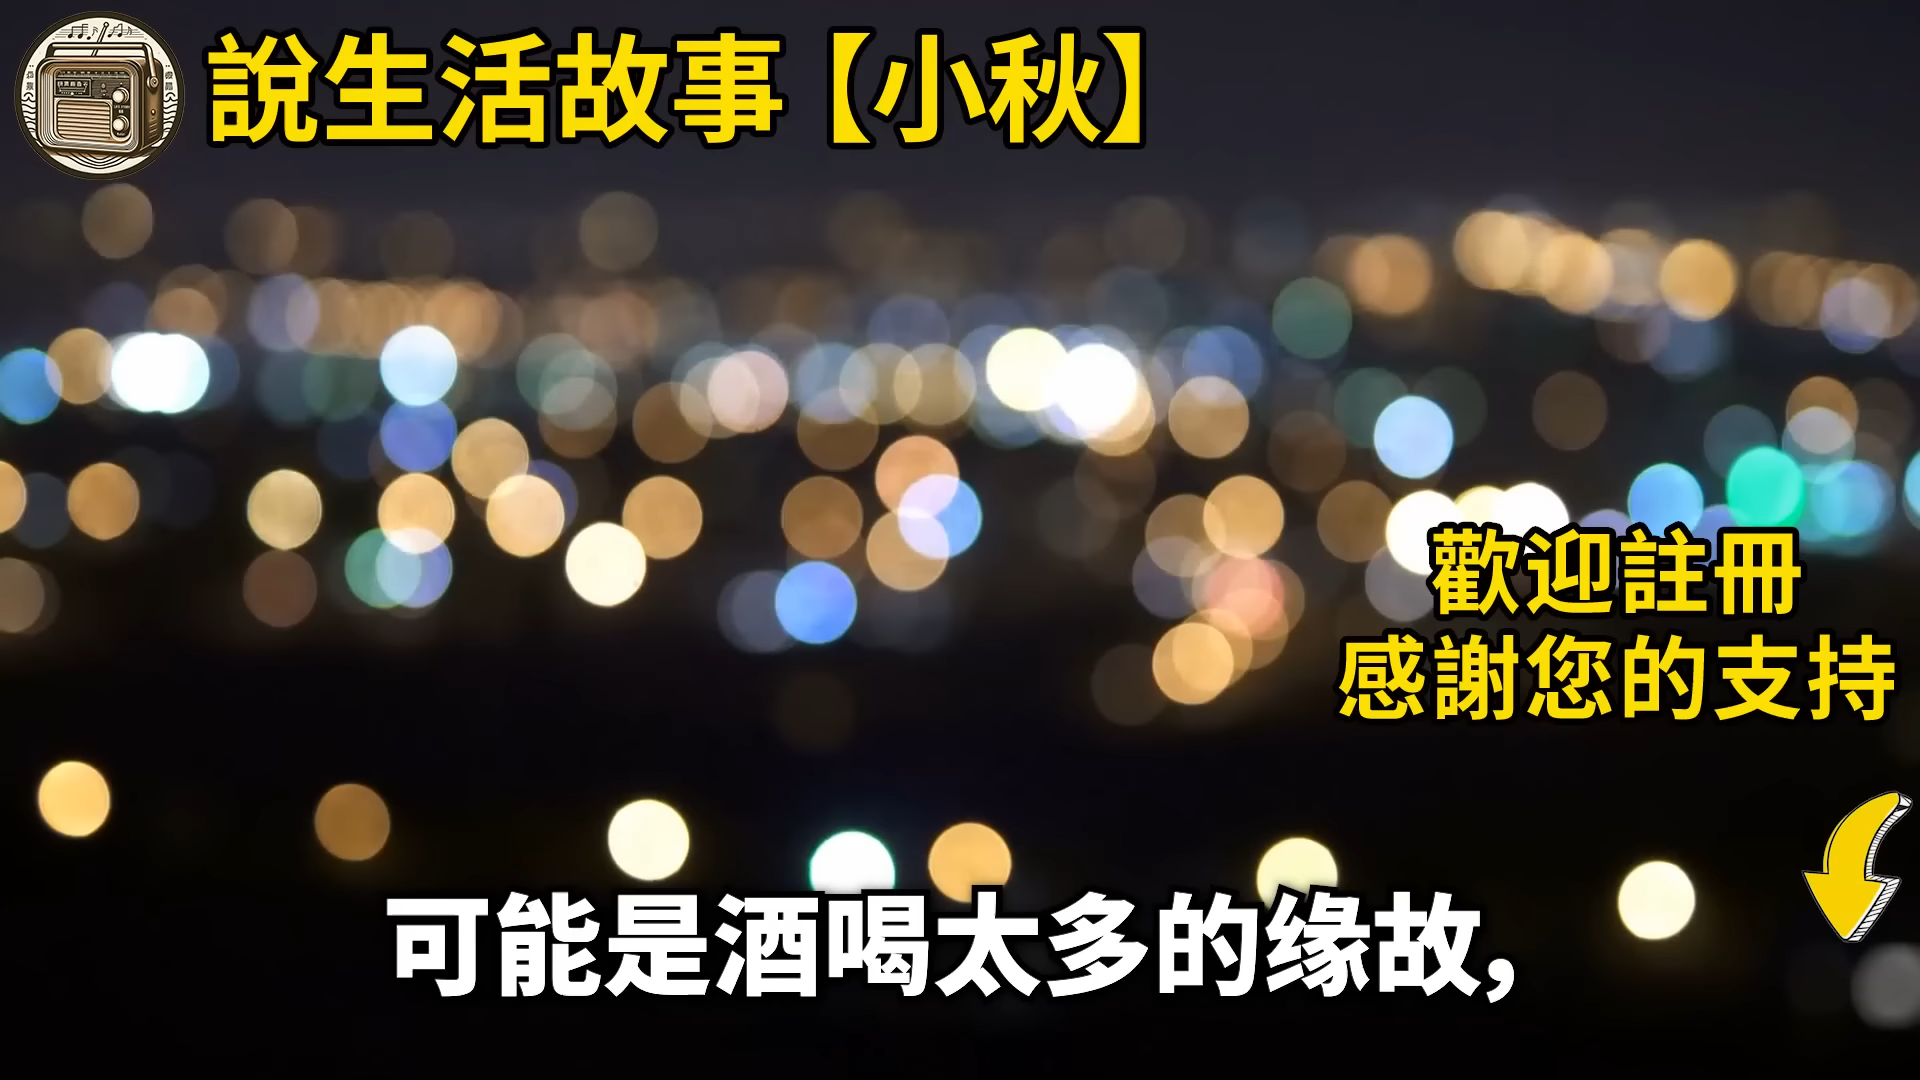 說生活故事【小秋】
歡迎註冊
感謝您的支持
可能是酒喝太多的缘故,